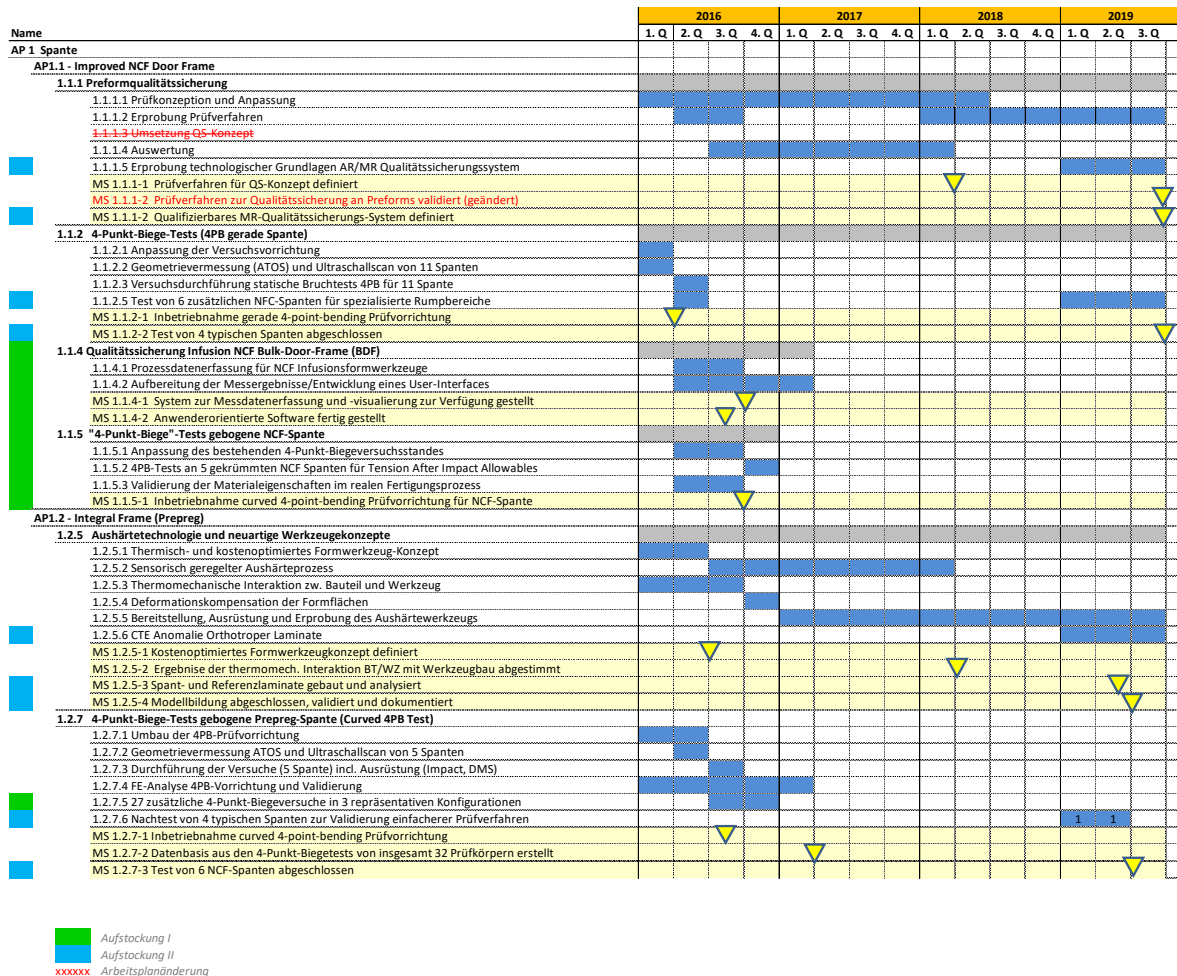 2016 2017 2018 2019
Name 1. Q 2. Q 3. Q 4. Q 1. Q 2. Q 3. Q 4. Q 1. Q 2. Q 3. Q 4. Q 1. Q 2. Q 3. Q
AP 1 Spante
AP1.1 - Improved NCF Door Frame
1.1.1 Preformqualitätssicherung
1.1.1.1 Prüfkonzeption und Anpassung
1.1.1.2 Erprobung Prüfverfahren
1.1.1.3 Umsetzung QS-Konzept
1.1.1.4 Auswertung
1.1.1.5 Erprobung technologischer Grundlagen AR/MR Qualitätssicherungssystem
MS 1.1.1-1 Prüfverfahren für QS-Konzept definiert
MS 1.1.1-2 Prüfverfahren zur Qualitätssicherung an Preforms validiert (geändert)
MS 1.1.1-2 Qualifizierbares MR-Qualitätssicherungs-System definiert
1.1.2 4-Punkt-Biege-Tests (4PB gerade Spante)
1.1.2.1 Anpassung der Versuchsvorrichtung
1.1.2.2 Geometrievermessung (ATOS) und Ultraschallscan von 11 Spanten
1.1.2.3 Versuchsdurchführung statische Bruchtests 4PB für 11 Spante
1.1.2.5 Test von 6 zusätzlichen NFC-Spanten für spezialisierte Rumpbereiche
MS 1.1.2-1 Inbetriebnahme gerade 4-point-bending Prüfvorrichtung
MS 1.1.2-2 Test von 4 typischen Spanten abgeschlossen
1.1.4 Qualitätssicherung Infusion NCF Bulk-Door-Frame (BDF)
1.1.4.1 Prozessdatenerfassung für NCF Infusionsformwerkzeuge
1.1.4.2 Aufbereitung der Messergebnisse/Entwicklung eines User-Interfaces
MS 1.1.4-1 System zur Messdatenerfassung und -visualierung zur Verfügung gestellt
MS 1.1.4-2 Anwenderorientierte Software fertig gestellt
1.1.5 "4-Punkt-Biege"-Tests gebogene NCF-Spante
1.1.5.1 Anpassung des bestehenden 4-Punkt-Biegeversuchsstandes
1.1.5.2 4PB-Tests an 5 gekrümmten NCF Spanten für Tension After Impact Allowables
1.1.5.3 Validierung der Materialeigenschaften im realen Fertigungsprozess
MS 1.1.5-1 Inbetriebnahme curved 4-point-bending Prüfvorrichtung für NCF-Spante
AP1.2 - Integral Frame (Prepreg)
1.2.5 Aushärtetechnologie und neuartige Werkzeugekonzepte
1.2.5.1 Thermisch- und kostenoptimiertes Formwerkzeug-Konzept
1.2.5.2 Sensorisch geregelter Aushärteprozess
1.2.5.3 Thermomechanische Interaktion zw. Bauteil und Werkzeug
1.2.5.4 Deformationskompensation der Formflächen
1.2.5.5 Bereitstellung, Ausrüstung und Erprobung des Aushärtewerkzeugs
1.2.5.6 CTE Anomalie Orthotroper Laminate
MS 1.2.5-1 Kostenoptimiertes Formwerkzeugkonzept definiert
MS 1.2.5-2 Ergebnise der thermomech. Interaktion BT/WZ mit Werkzeugbau abgestimmt
MS 1.2.5-3 Spant- und Referenzlaminate gebaut und analysiert
MS 1.2.5-4 Modellbildung abgeschlossen, validiert und dokumentiert
1.2.7 4-Punkt-Biege-Tests gebogene Prepreg-Spante (Curved 4PB Test)
1.2.7.1 Umbau der 4PB-Prüfvorrichtung
1.2.7.2 Geometrievermessung ATOS und Ultraschallscan von 5 Spanten
1.2.7.3 Durchführung der Versuche (5 Spante) incl. Ausrüstung (Impact, DMS)
1.2.7.4 FE-Analyse 4PB-Vorrichtung und Validierung
1.2.7.5 27 zusätzliche 4-Punkt-Biegeversuche in 3 repräsentativen Konfigurationen
1.2.7.6 Nachtest von 4 typischen Spanten zur Validierung einfacherer Prüfverfahren 1 1
MS 1.2.7-1 Inbetriebnahme curved 4-point-bending Prüfvorrichtung
MS 1.2.7-2 Datenbasis aus den 4-Punkt-Biegetests von insgesamt 32 Prüfkörpern erstellt
MS 1.2.7-3 Test von 6 NCF-Spanten abgeschlossen
Aufstockung I
Aufstockung II
xxxxxx Arbeitsplanänderung